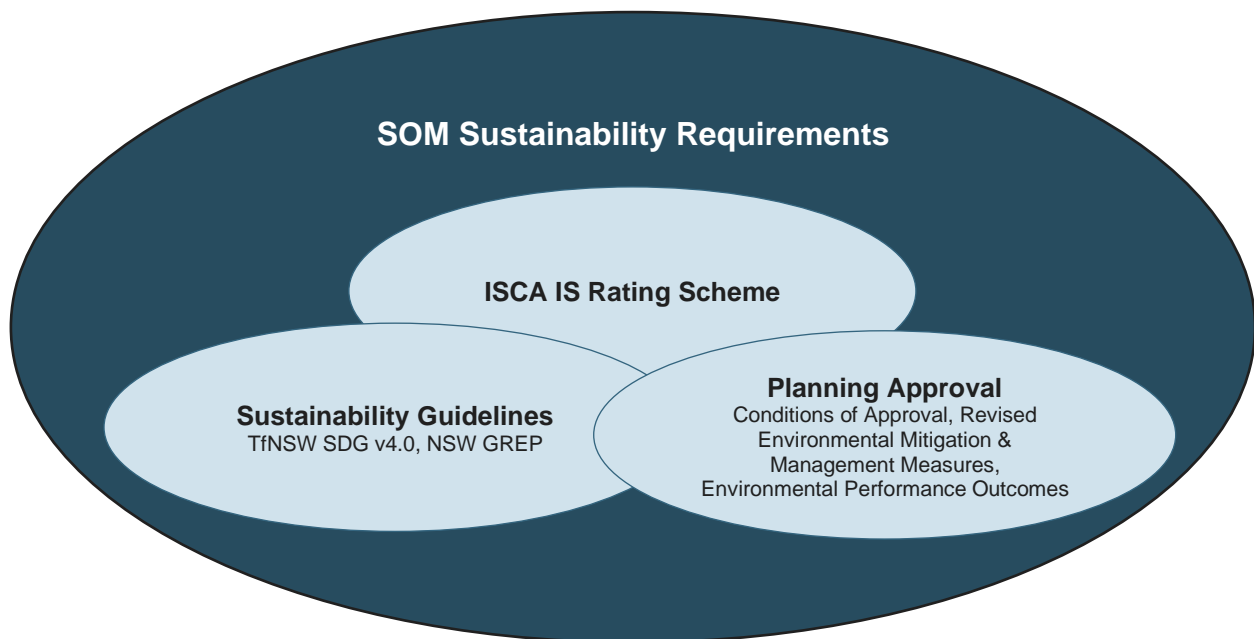 SOM Sustainability Requirements
ISCA IS Rating Scheme
Sustainability Guidelines
TfNSW SDG v4.0, NSW GREP
Planning Approval
Conditions of Approval, Revised
Environmental Mitigation &
Management Measures,
Environmental Performance Outcomes